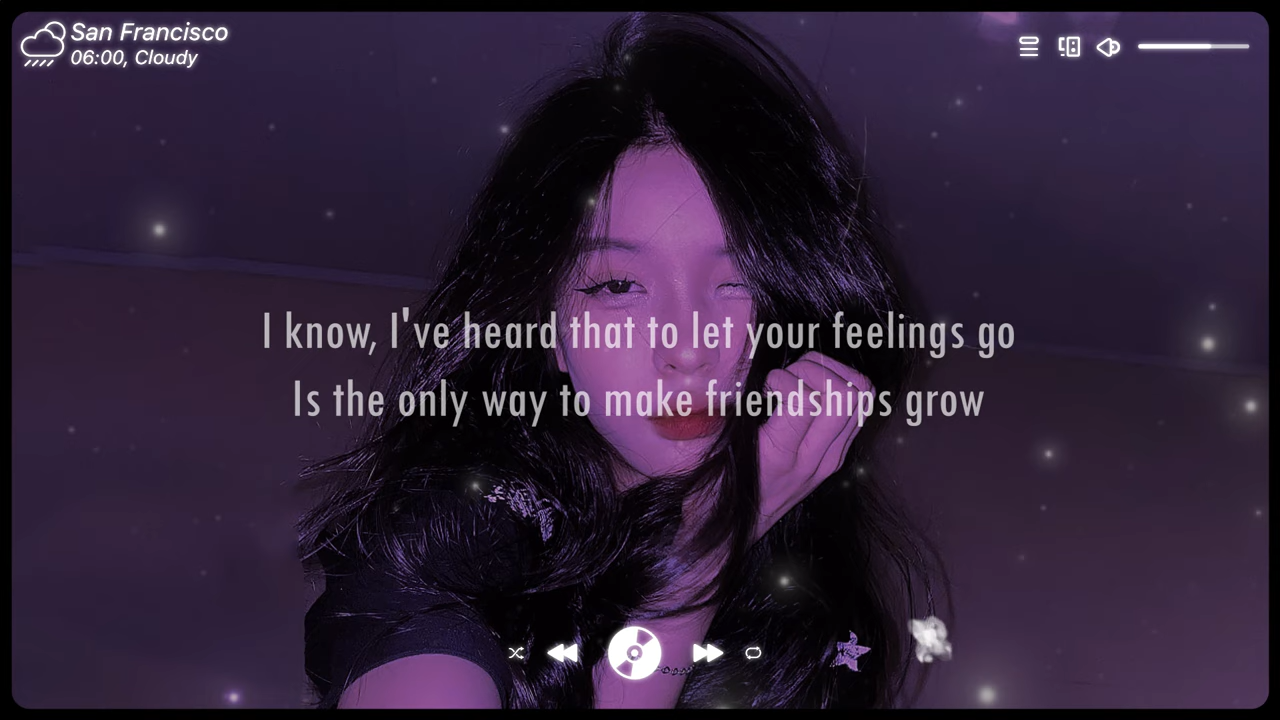 San Francisco
06:00, Cloudy
I know, I've heard that to let your feelings go
Is the only way to make friendships grow